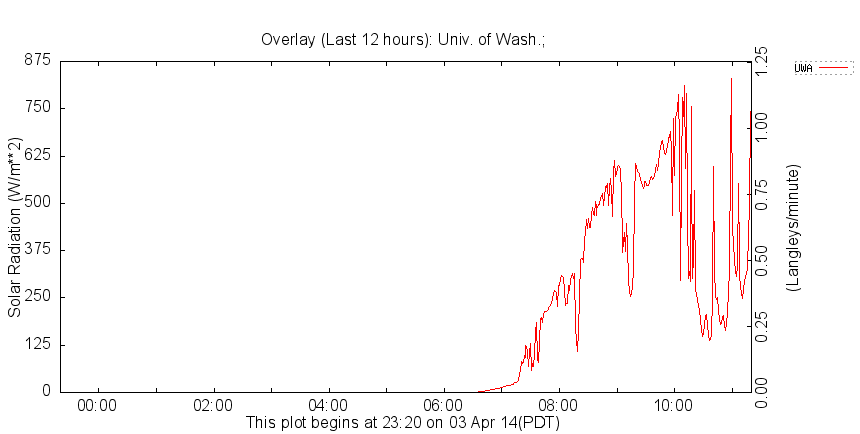 Overlay (Last 12 hours): Univ. of Wash.;
UWA
875
750
625
500
375
250
125
0
Solar Radiation (W/m**2)
1.25
1.00
0.75
0.50
0.25
0.00
(Langleys/minute)
00:00 02:00 04:00 06:00 08:00 10:00
This plot begins at 23:20 on 03 Apr 14(PDT)